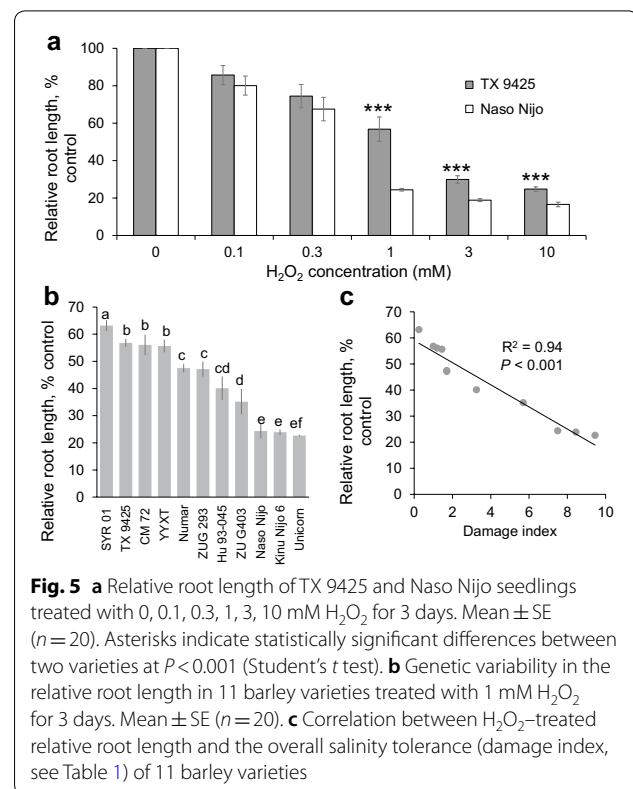 a
Relative root length, %
control
100
80
60
40
20
0
TX 9425
Naso Nijo
***
***
***
0 0.1 0.3 1 3 10
H₂O₂ concentration (mM)
b
Relative root length, % control
70
60
50
40
30
20
10
0
a b b b c c cd d e e ef
SYR 01
TX 9425
CM 72
YYXT
Numar
ZUG 293
Hu 93-045
ZU G403
Naso Nijo
Kinu Nijo 6
Unicorn
c
Relative root length, %
control
70
60
50
40
30
20
10
0
R² = 0.94
P < 0.001
0 2 4 6 8 10
Damage index
Fig. 5 a Relative root length of TX 9425 and Naso Nijo seedlings
treated with 0, 0.1, 0.3, 1, 3, 10 mM H₂O₂ for 3 days. Mean ± SE
(n = 20). Asterisks indicate statistically significant differences between
two varieties at P < 0.001 (Student's t test). b Genetic variability in the
relative root length in 11 barley varieties treated with 1 mM H₂O₂
for 3 days. Mean ± SE (n = 20). c Correlation between H₂O₂–treated
relative root length and the overall salinity tolerance (damage index,
see Table 1) of 11 barley varieties